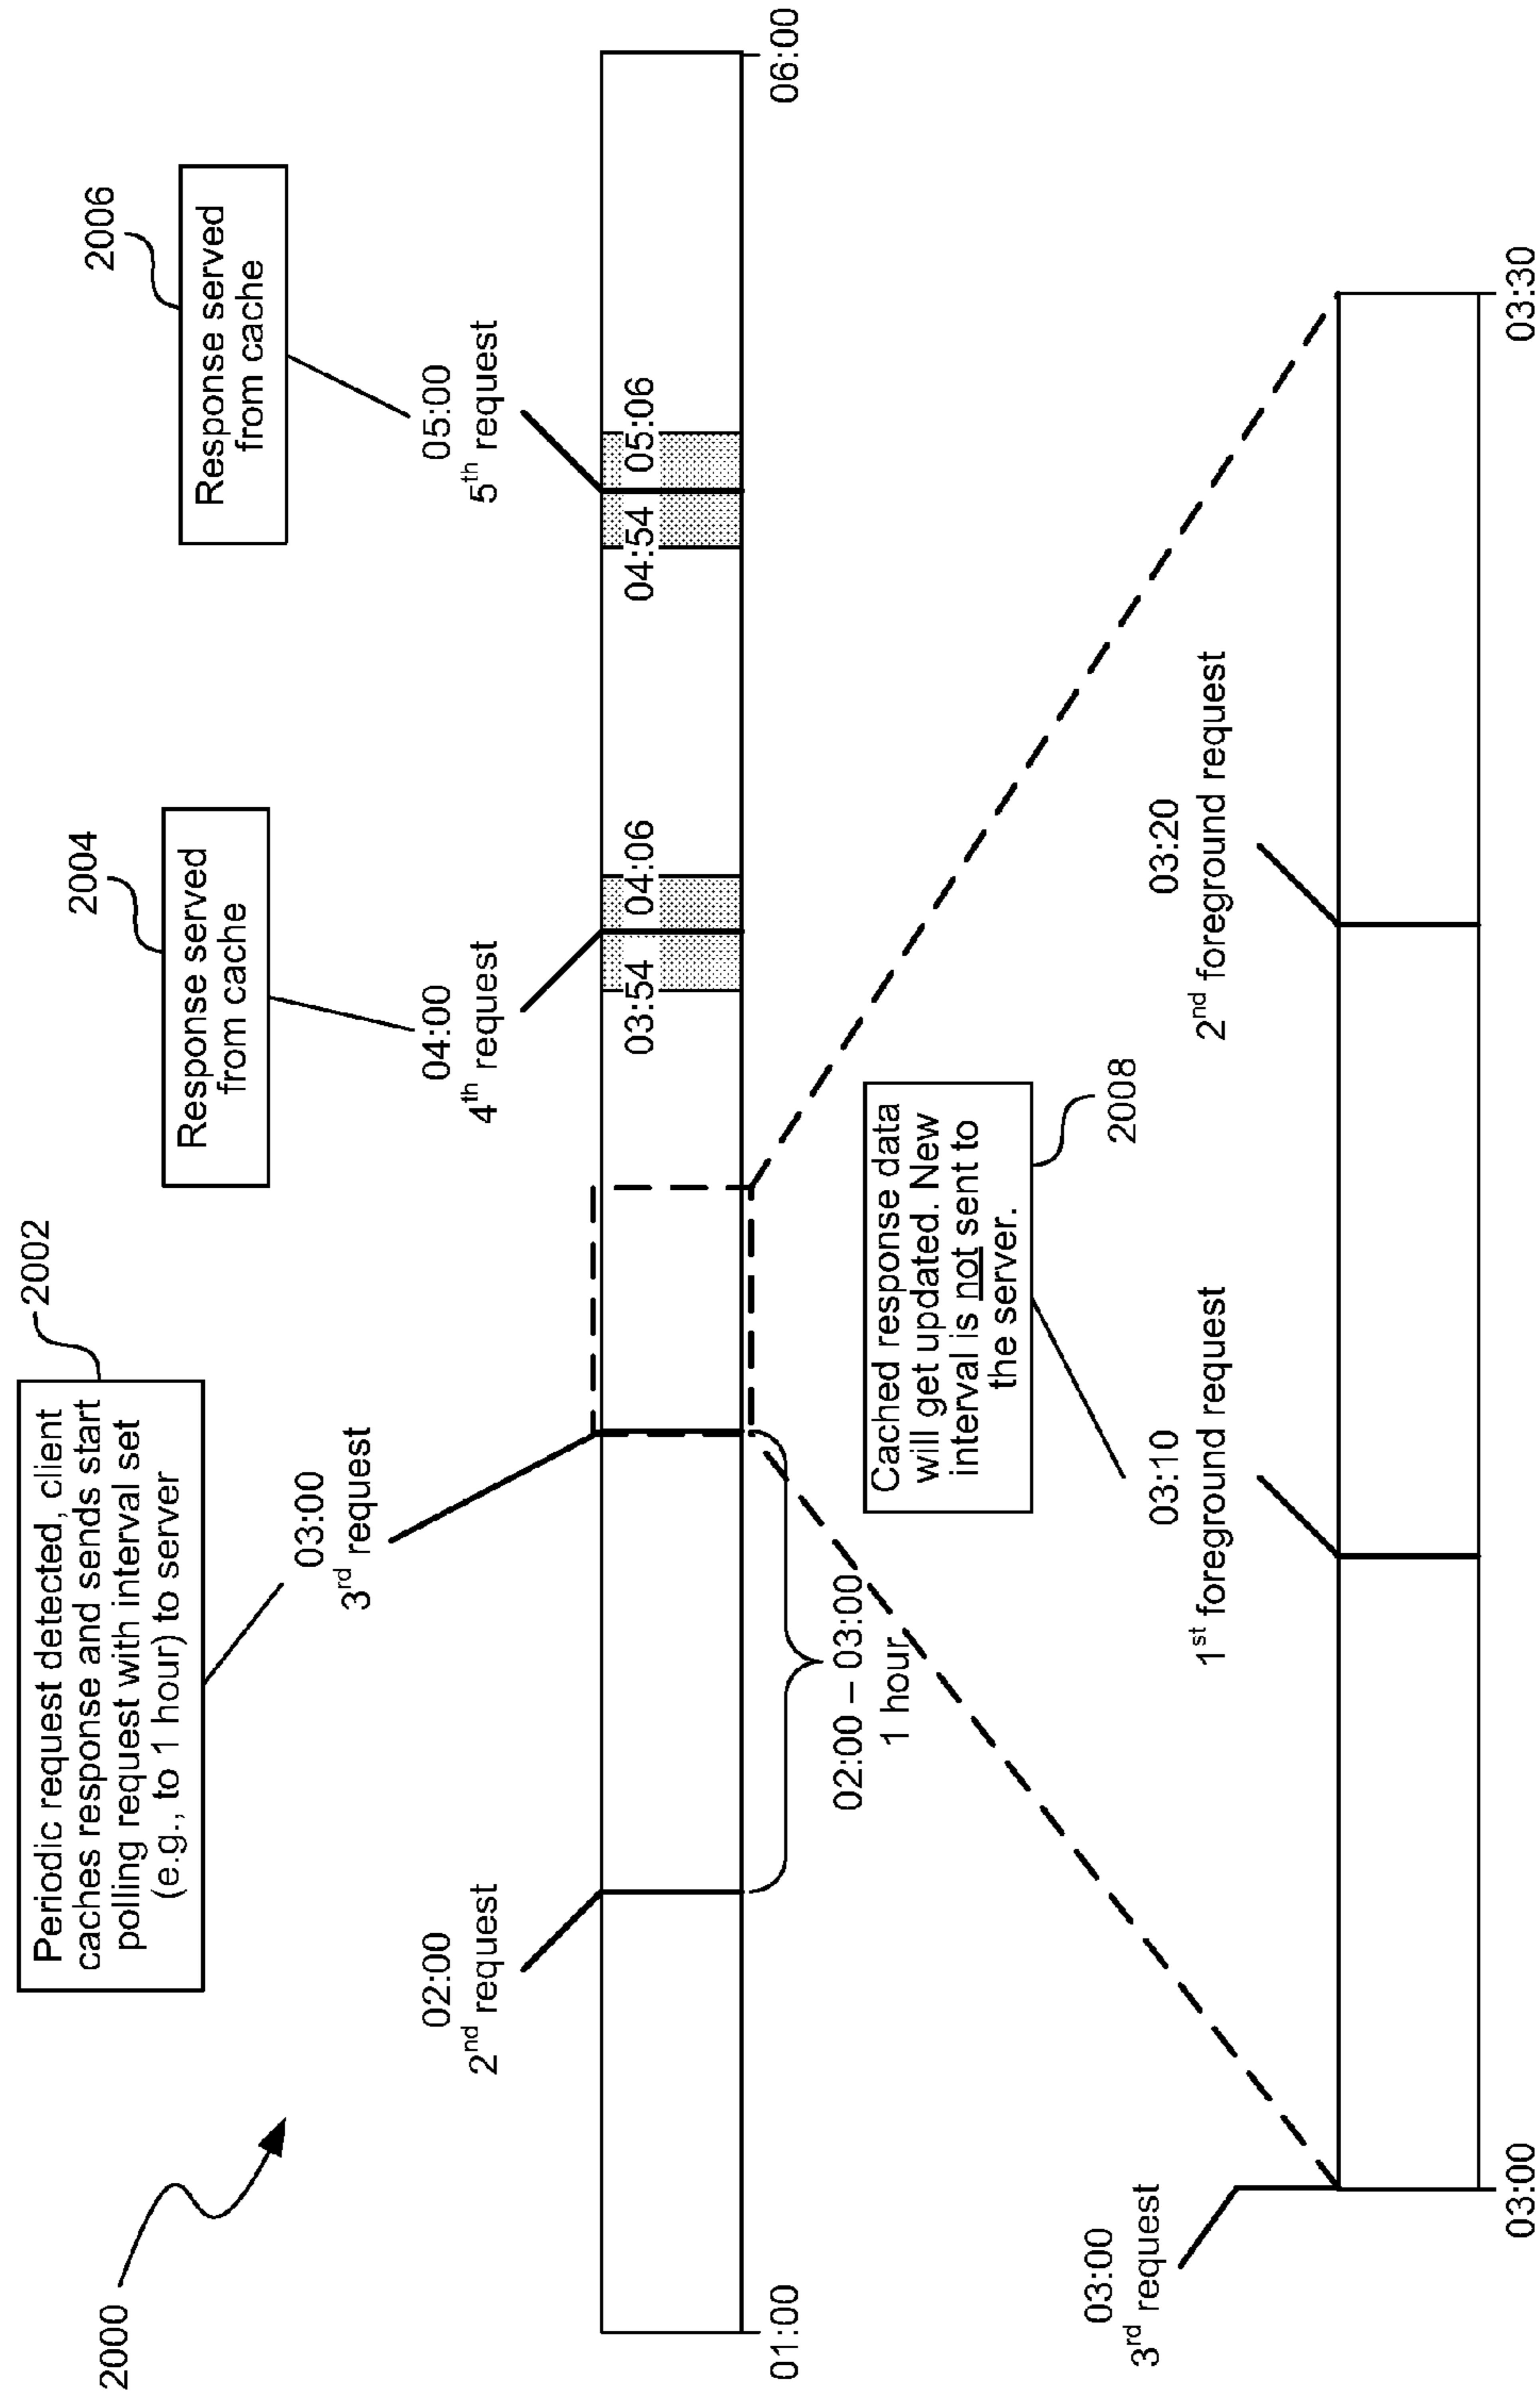 2000
Periodic request detected, client
caches response and sends start
polling request with interval set
(e.g., to 1 hour) to server
2002
Response served
from cache
2004
Response served
from cache
2006
02:00
2nd request
03:00
3rd request
04:00
4th request
05:00
5th request
03:54
04:06
04:54
05:06
01:00
06:00
02:00 – 03:00
1 hour
Cached response data
will get updated. New
interval is not sent to
the server.
2008
03:00
3rd request
03:10
1st foreground request
03:20
2nd foreground request
03:00
03:30